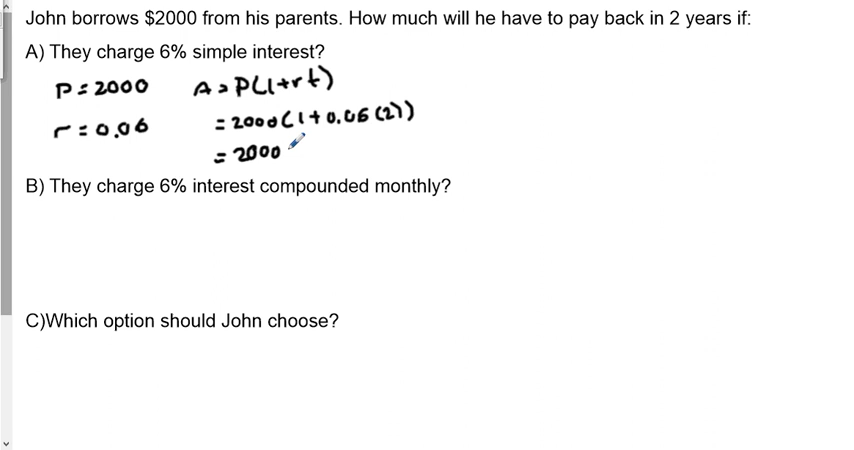 John borrows $2000 from his parents. How much will he have to pay back in 2 years if:
A) They charge 6% simple interest?
P = 2000 A = P(1+rt)
r = 0.06 = 2000(1+0.06(2))
= 2000
B) They charge 6% interest compounded monthly?
C)Which option should John choose?